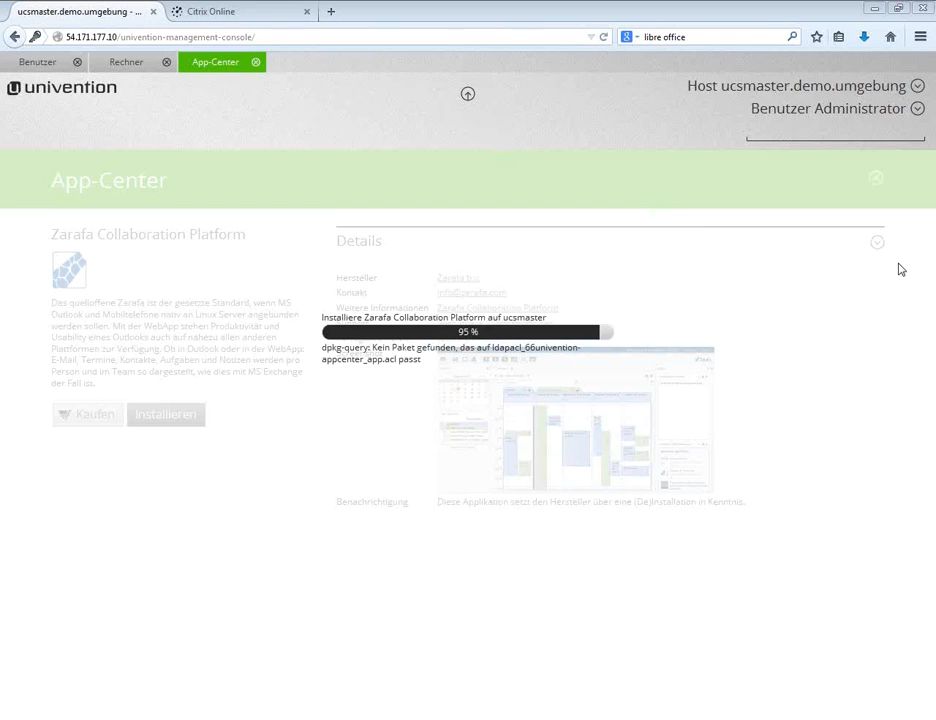 ucsmaster.demo.umgebung - ...
Citrix Online
54.171.177.10/univention-management-console/
libre office
Benutzer
Rechner
App-Center
univention
Host ucsmaster.demo.umgebung
Benutzer Administrator
App-Center
Zarafa Collaboration Platform
Das quelloffene Zarafa ist der gesetzte Standard, wenn MS
Outlook und Mobiltelefone nativ an Linux Server angebunden
werden sollen. Mit der WebApp stehen Produktivität und
Usability eines Outlooks auch auf nahezu allen anderen
Plattformen zur Verfügung. Ob in Outlook oder in der WebApp:
E-Mail, Termine, Kontakte, Aufgaben und Notizen werden pro
Person und im Team so dargestellt, wie dies mit MS Exchange
der Fall ist.
Kaufen
Installieren
Details
Hersteller
Zarafa b.v.
Kontakt
info@zarafa.com
Weitere Informationen
Zarafa Collaboration Platform
Installiere Zarafa Collaboration Platform auf ucsmaster
95 %
dpkg-query: Kein Paket gefunden, das auf ldapacl_66univention-
appcenter_app.acl passt
Benachrichtigung
Diese Applikation setzt den Hersteller über eine (De)Installation in Kenntnis.